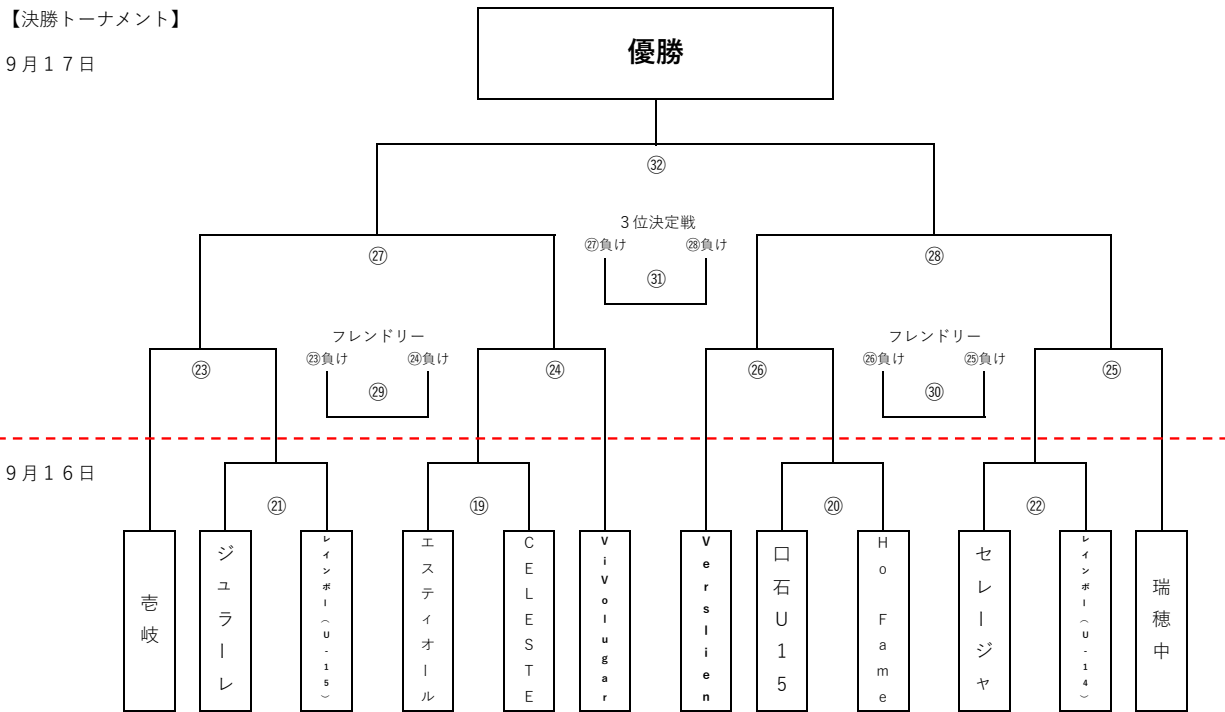 【決勝トーナメント】
優勝
９月１７日
㉜
３位決定戦
㉗負け ㉘負け
㉗ ㉛ ㉘
フレンドリー フレンドリー
㉓負け ㉔負け ㉖負け ㉕負け
㉓ ㉙ ㉔ ㉖ ㉚ ㉕
９月１６日
㉑ ⑲ ⑳ ㉒
壱岐
ジュラーレ
レインボー（U-15）
エスティオール
CELESTE
ViVolugar
Verslien
口石U15
Ho Fame
セレージャ
レインボー（U-14）
瑞穂中